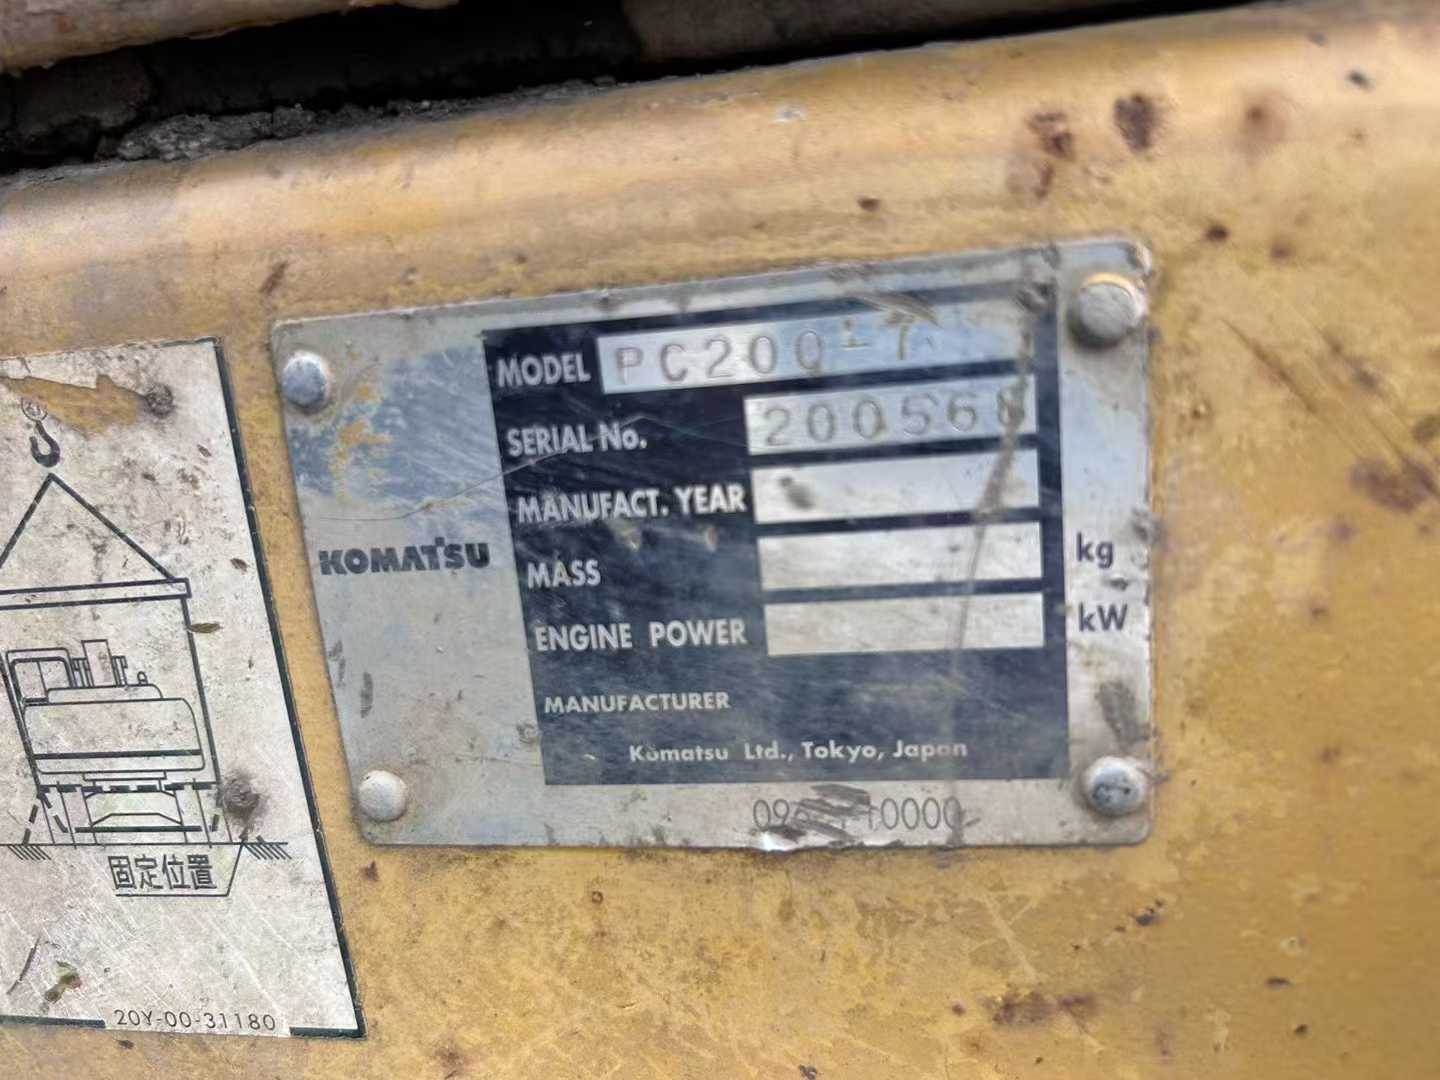 MODEL PC200-7
SERIAL No. 200568
MANUFACT. YEAR
MASS kg
ENGINE POWER kW
KOMATSU
MANUFACTURER
Komatsu Ltd., Tokyo, Japan
固定位置
20Y-00-31180